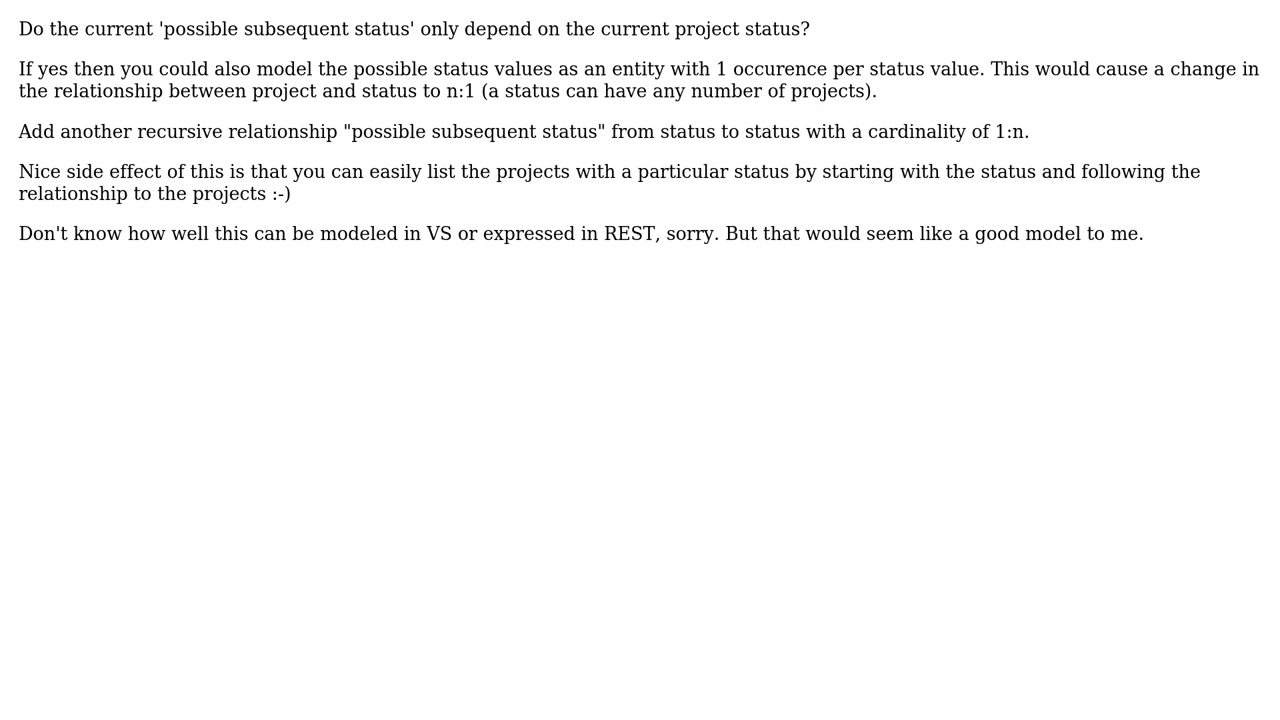 Do the current 'possible subsequent status' only depend on the current project status?
If yes then you could also model the possible status values as an entity with 1 occurence per status value. This would cause a change in
the relationship between project and status to n:1 (a status can have any number of projects).
Add another recursive relationship "possible subsequent status" from status to status with a cardinality of 1:n.
Nice side effect of this is that you can easily list the projects with a particular status by starting with the status and following the
relationship to the projects :-)
Don't know how well this can be modeled in VS or expressed in REST, sorry. But that would seem like a good model to me.